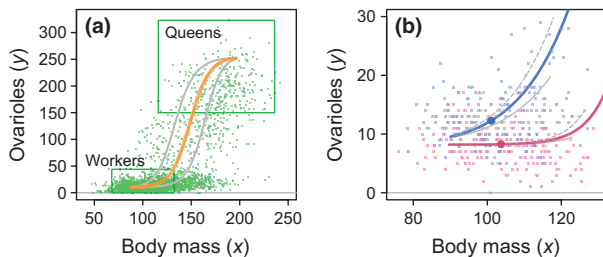 (a)
Queens
Workers
Ovarioles (y)
0
50
100
150
200
250
300
50
100
150
200
250
Body mass (x)
(b)
Ovarioles (y)
0
10
20
30
80
100
120
Body mass (x)